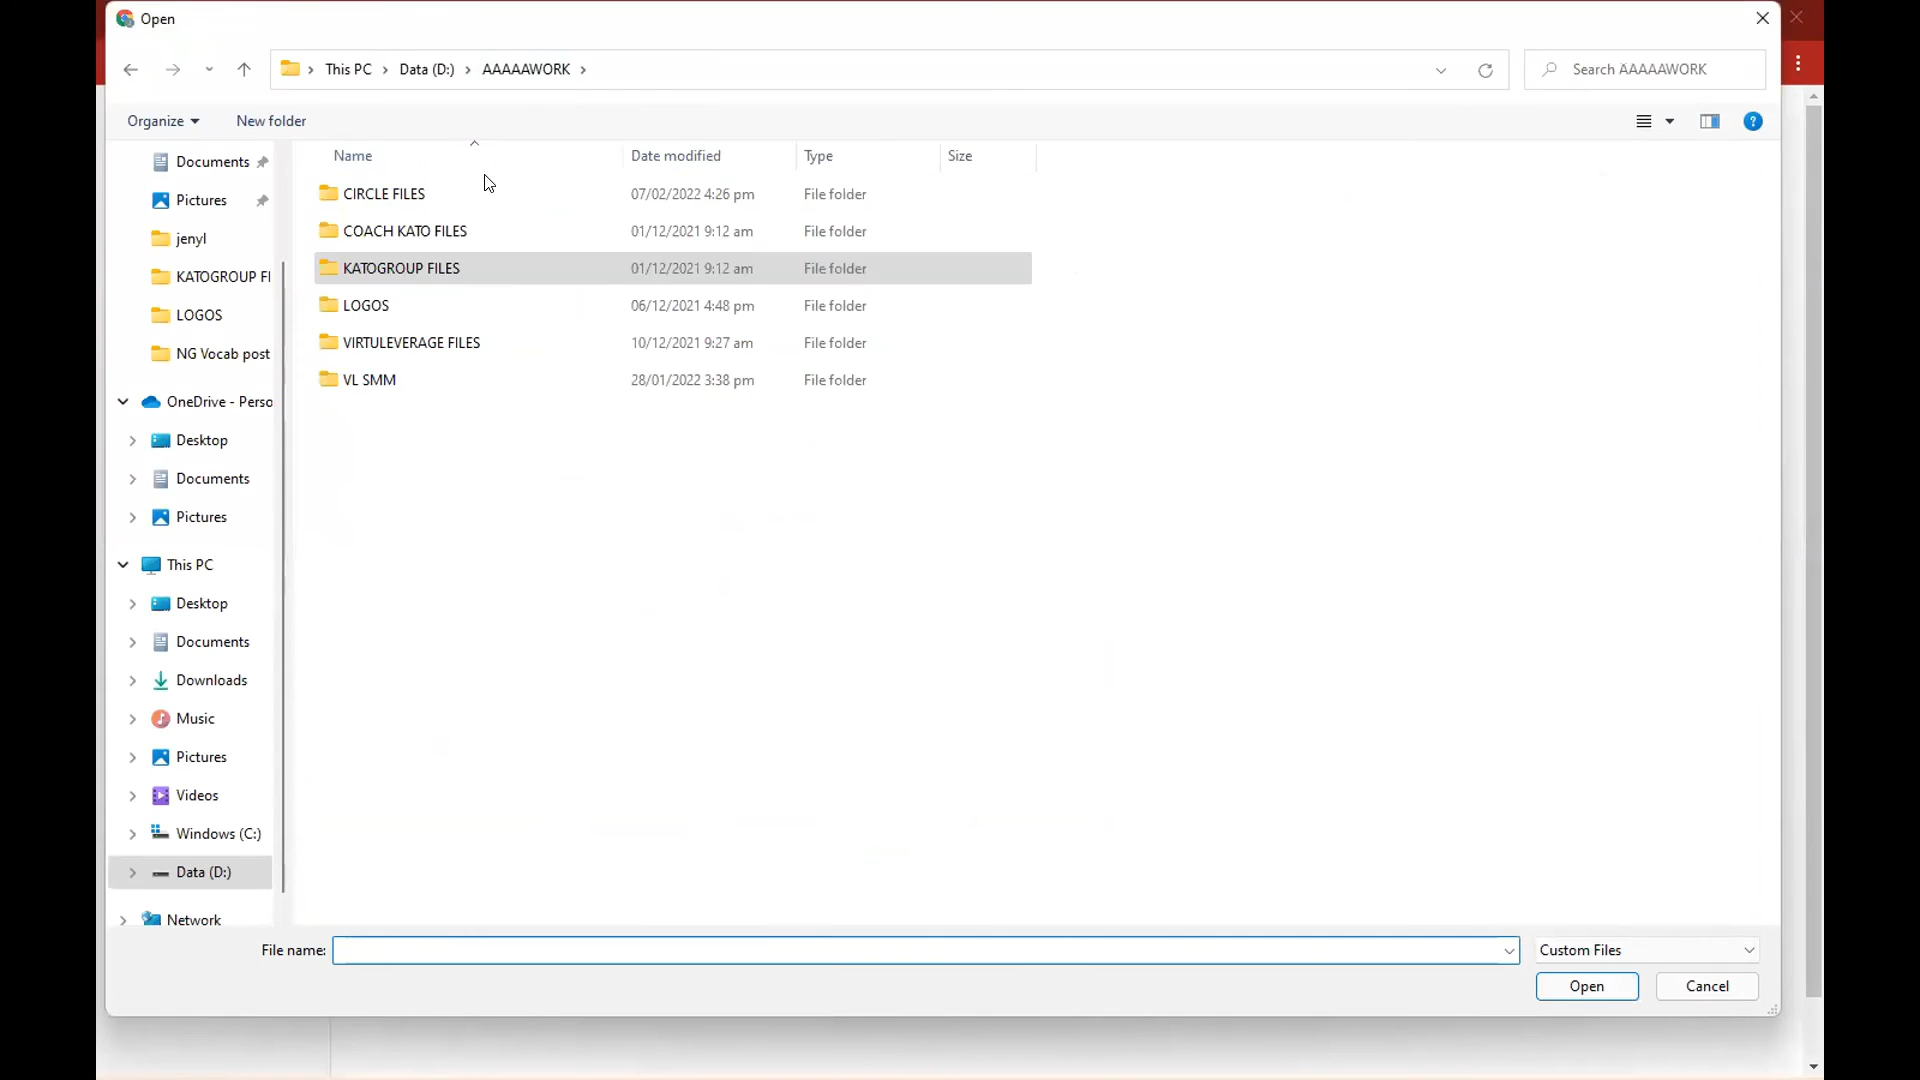 Open
This PC Data (D:) AAAAAWORK
Search AAAAAWORK
Organize New folder
Name Date modified Type Size
CIRCLE FILES 07/02/2022 4:26 pm File folder
COACH KATO FILES 01/12/2021 9:12 am File folder
KATOGROUP FILES 01/12/2021 9:12 am File folder
LOGOS 06/12/2021 4:48 pm File folder
VIRTULEVERAGE FILES 10/12/2021 9:27 am File folder
VL SMM 28/01/2022 3:38 pm File folder
Documents
Pictures
jenyl
KATOGROUP FI
LOGOS
NG Vocab post
OneDrive - Perso
Desktop
Documents
Pictures
This PC
Desktop
Documents
Downloads
Music
Pictures
Videos
Windows (C:)
Data (D:)
Network
File name:
Custom Files
Open Cancel